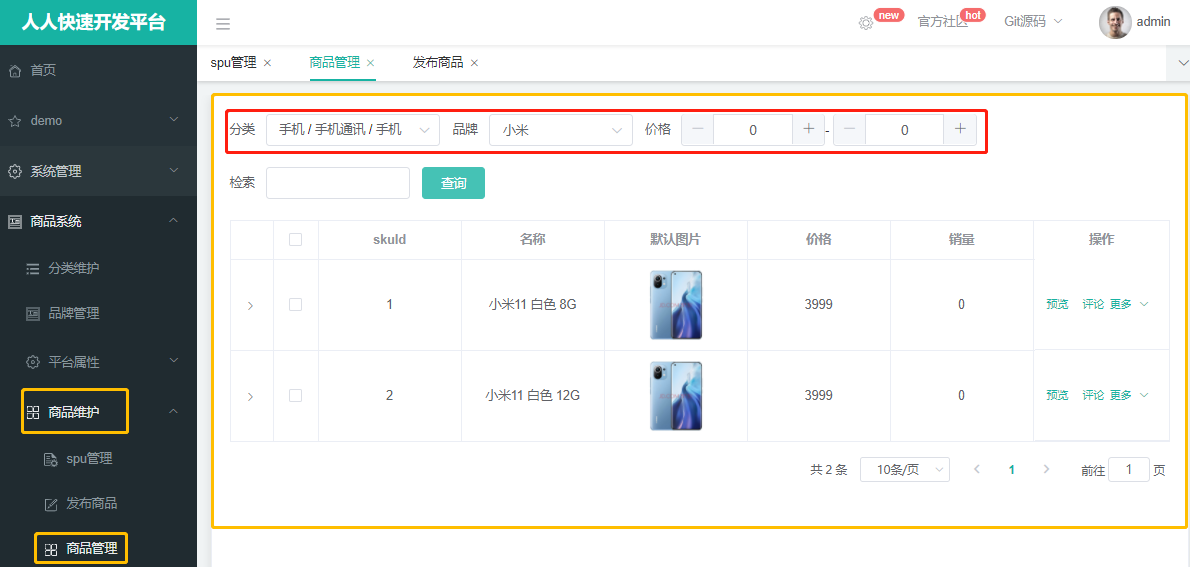 人人快速开发平台
new
官方社区
hot
Git源码
admin
首页
demo
系统管理
商品系统
分类维护
品牌管理
平台属性
商品维护
spu管理
发布商品
商品管理
spu管理 × 商品管理 × 发布商品 ×
分类 手机 / 手机通讯 / 手机 品牌 小米 价格 − 0 + - − 0 +
检索 查询
skuId 名称 默认图片 价格 销量 操作
1 小米11 白色 8G 3999 0 预览 评论 更多
2 小米11 白色 12G 3999 0 预览 评论 更多
共 2 条 10条/页 1 前往 1 页